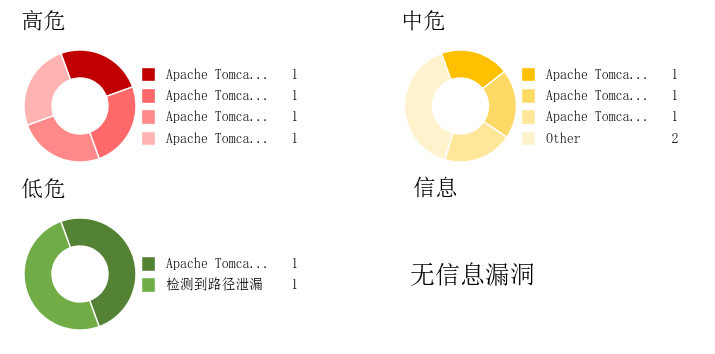 高危
Apache Tomca... 1
Apache Tomca... 1
Apache Tomca... 1
Apache Tomca... 1
中危
Apache Tomca... 1
Apache Tomca... 1
Apache Tomca... 1
Other 2
低危
Apache Tomca... 1
检测到路径泄漏 1
信息
无信息漏洞